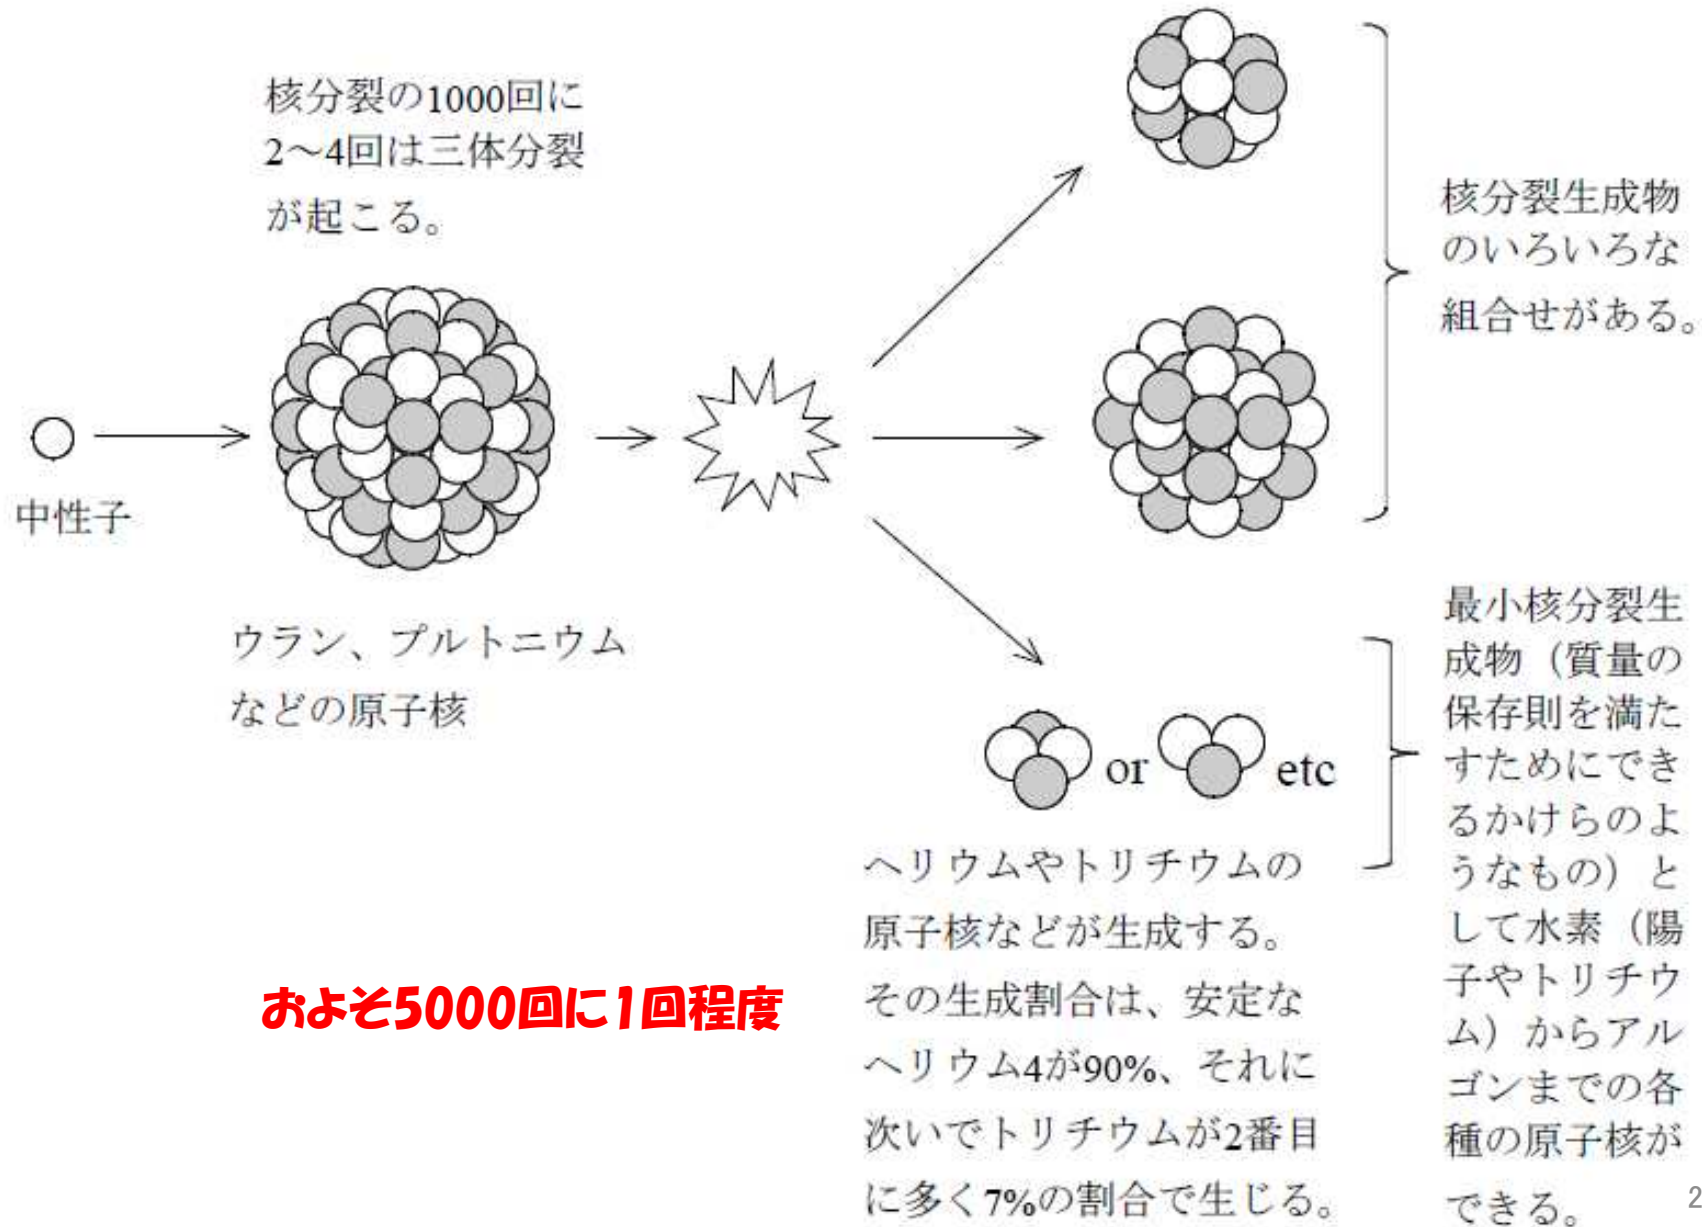 核分裂の1000回に
2～4回は三体分裂
が起こる。
中性子
ウラン、プルトニウム
などの原子核
核分裂生成物
のいろいろな
組合せがある。
or
etc
ヘリウムやトリチウムの
原子核などが生成する。
その生成割合は、安定な
ヘリウム4が90%、それに
次いでトリチウムが2番目
に多く7%の割合で生じる。
最小核分裂生
成物（質量の
保存則を満た
すためにでき
るかけらのよ
うなもの）と
して水素（陽
子やトリチウ
ム）からアル
ゴンまでの各
種の原子核が
できる。
およそ5000回に1回程度
2